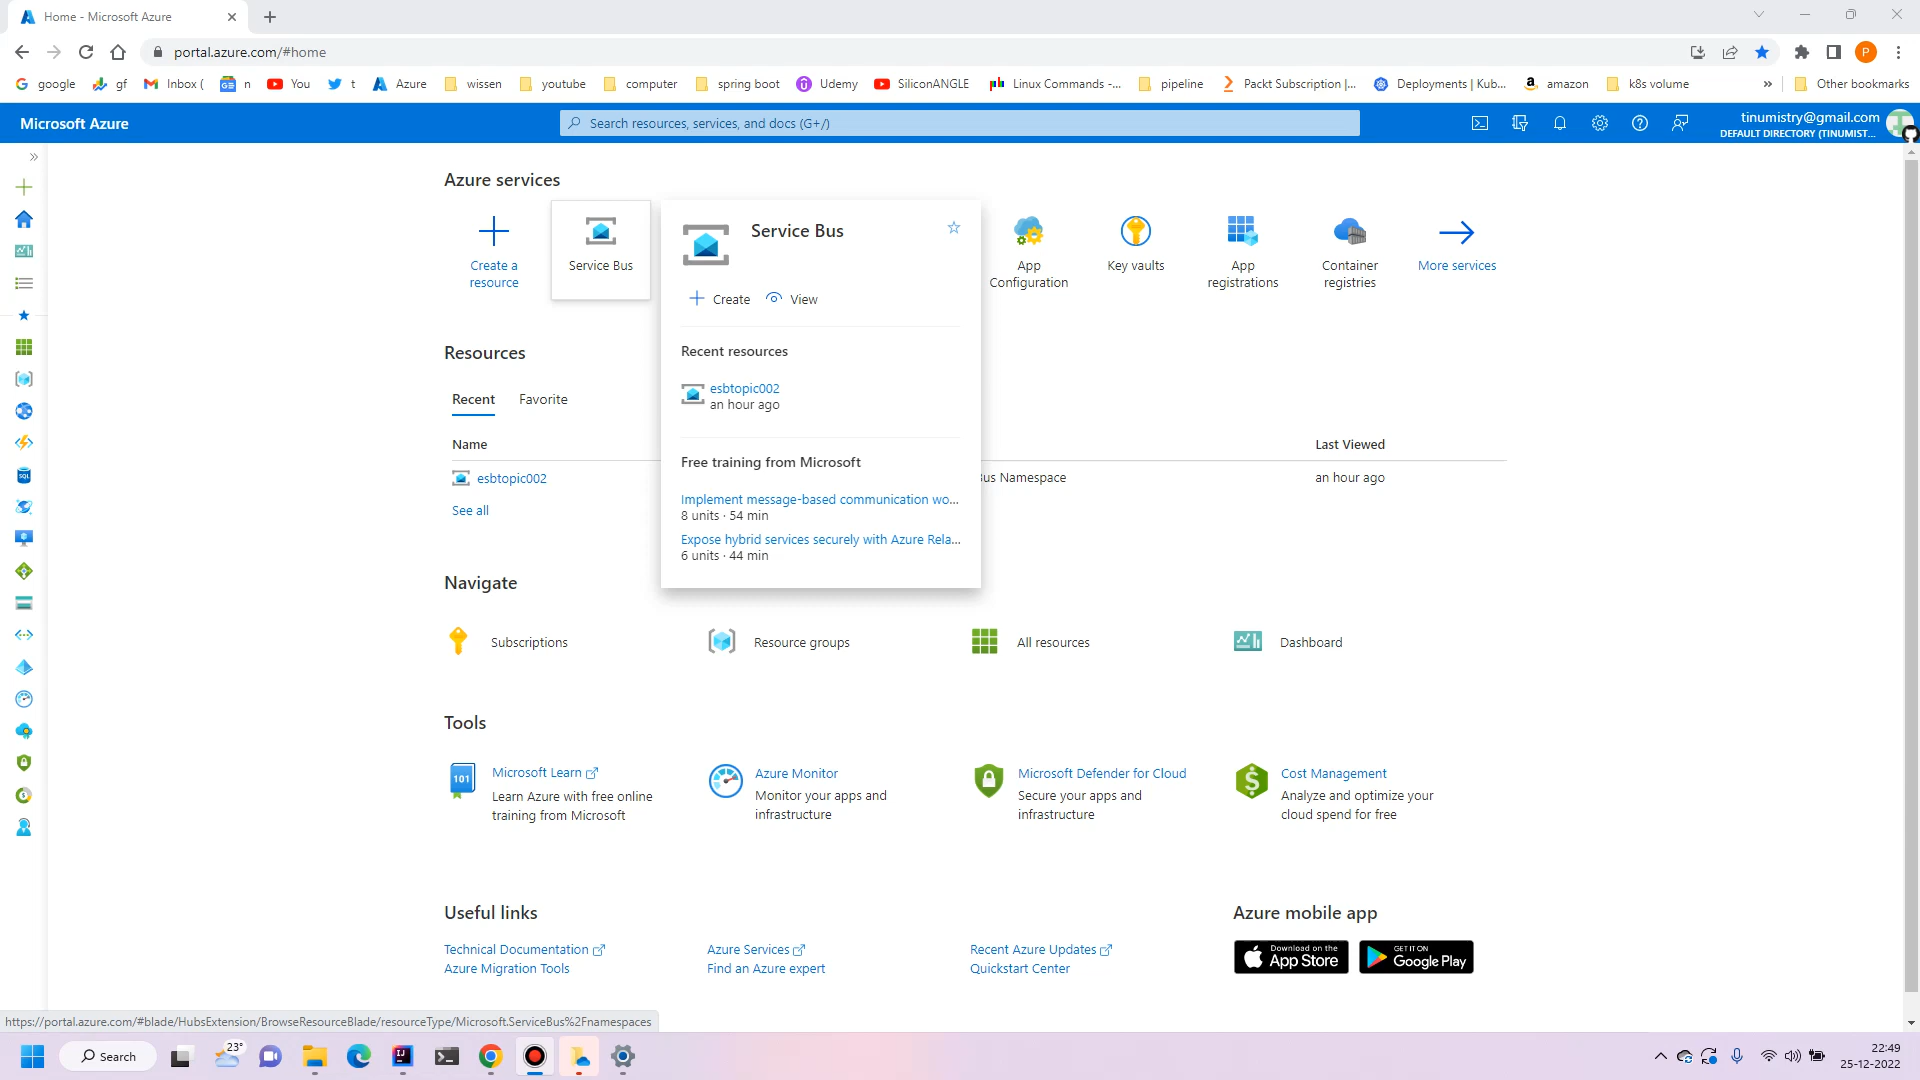 Home - Microsoft Azure
portal.azure.com/#home
P
google
gf
Inbox (
n
You
t
Azure
wissen
youtube
computer
spring boot
Udemy
SiliconANGLE
Linux Commands -...
pipeline
Packt Subscription |...
Deployments | Kub...
amazon
k8s volume
»
Other bookmarks
Microsoft Azure
Search resources, services, and docs (G+/)
tinumistry@gmail.com
DEFAULT DIRECTORY (TINUMIST...
Azure services
Create a
resource
Service Bus
Service Bus
Create
View
Recent resources
esbtopic002
an hour ago
Free training from Microsoft
Implement message-based communication wo...
8 units · 54 min
Expose hybrid services securely with Azure Rela...
6 units · 44 min
App
Configuration
Key vaults
App
registrations
Container
registries
More services
Resources
Recent
Favorite
Name
Last Viewed
esbtopic002
Bus Namespace
an hour ago
See all
Navigate
Subscriptions
Resource groups
All resources
Dashboard
Tools
101
Microsoft Learn
Learn Azure with free online
training from Microsoft
Azure Monitor
Monitor your apps and
infrastructure
Microsoft Defender for Cloud
Secure your apps and
infrastructure
Cost Management
Analyze and optimize your
cloud spend for free
Useful links
Technical Documentation
Azure Migration Tools
Azure Services
Find an Azure expert
Recent Azure Updates
Quickstart Center
Azure mobile app
Download on the
App Store
GET IT ON
Google Play
https://portal.azure.com/#blade/HubsExtension/BrowseResourceBlade/resourceType/Microsoft.ServiceBus%2Fnamespaces
Search
23°
22:49
25-12-2022